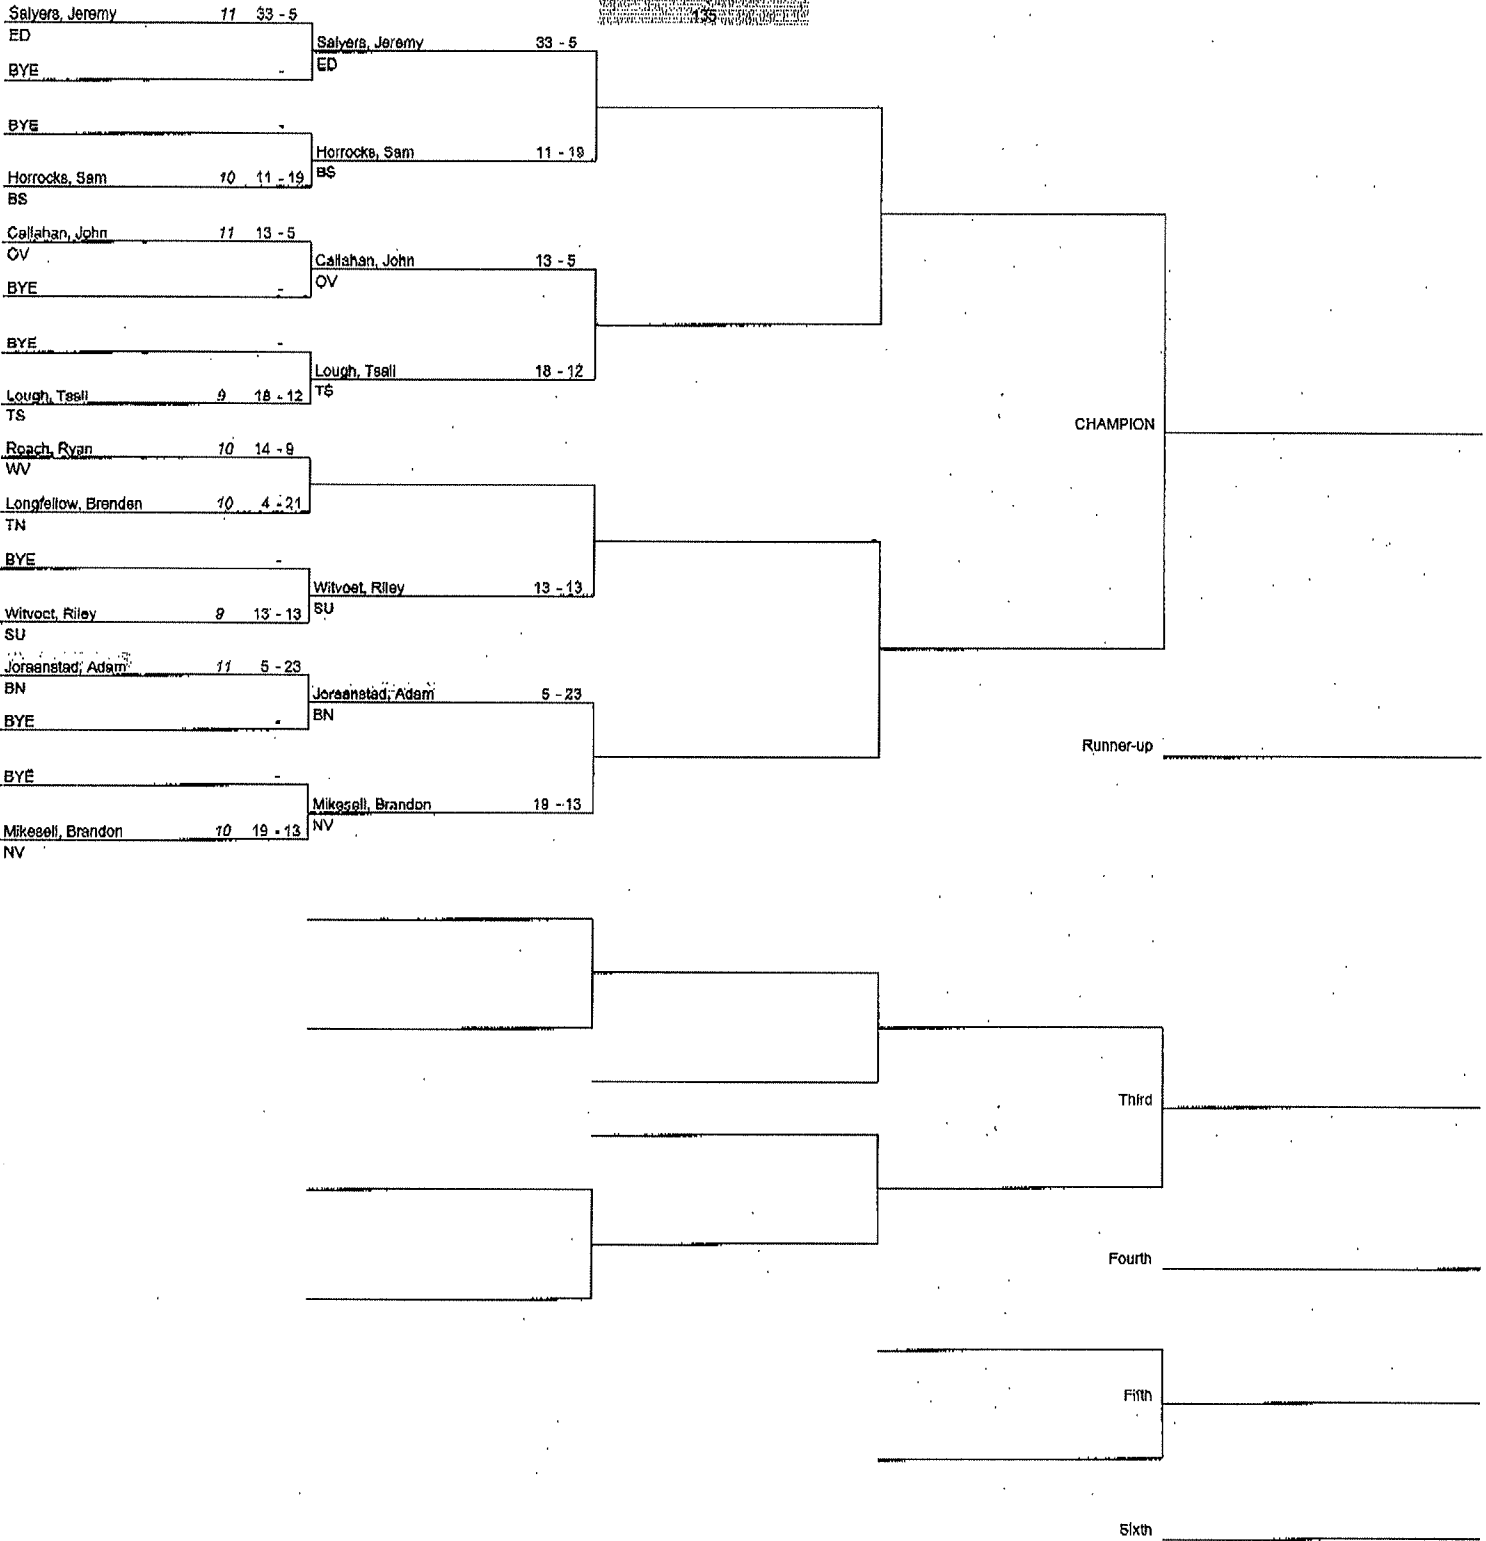 135
Salyers, Jeremy 11 33 - 5
ED
BYE -
BYE -
Horrocks, Sam 10 11 - 19
BS
Callahan, John 11 13 - 5
OV
BYE -
BYE -
Lough, Tsali 9 18 - 12
TS
Roach, Ryan 10 14 - 9
WV
Longfellow, Brenden 10 4 - 21
TN
BYE -
Witvoet, Riley 9 13 - 13
SU
Joraanstad, Adam 11 5 - 23
BN
BYE -
BYE -
Mikesell, Brandon 10 19 - 13
NV
Salyers, Jeremy 33 - 5
ED
Horrocks, Sam 11 - 19
BS
Callahan, John 13 - 5
OV
Lough, Tsali 18 - 12
TS
Witvoet, Riley 13 - 13
SU
Joraanstad, Adam 5 - 23
BN
Mikesell, Brandon 19 - 13
NV
CHAMPION
Runner-up
Third
Fourth
Fifth
Sixth